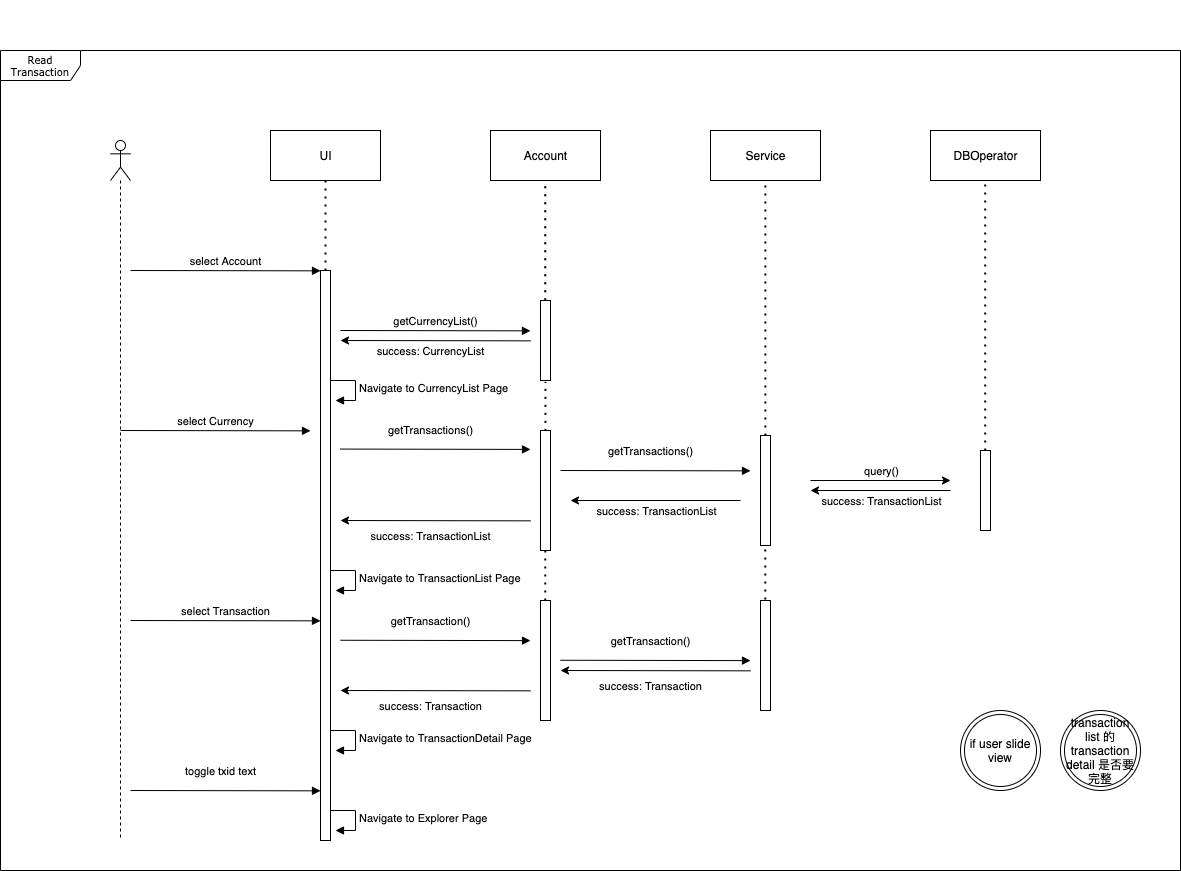 Read
Transaction
UI
Account
Service
DBOperator
select Account
getCurrencyList()
success: CurrencyList
Navigate to CurrencyList Page
select Currency
getTransactions()
getTransactions()
query()
success: TransactionList
success: TransactionList
success: TransactionList
Navigate to TransactionList Page
select Transaction
getTransaction()
getTransaction()
success: Transaction
success: Transaction
Navigate to TransactionDetail Page
toggle txid text
Navigate to Explorer Page
if user slide
view
transaction
list 的
transaction
detail 是否要
完整